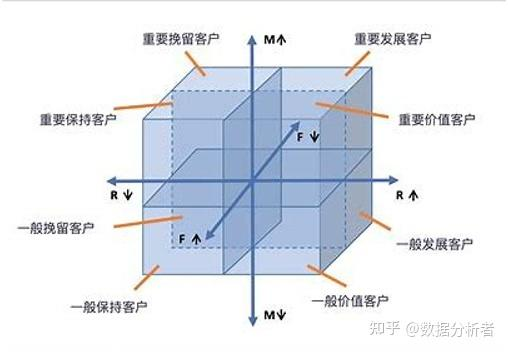 M↑
重要挽留客户
重要发展客户
重要保持客户
重要价值客户
F↓
R↓
R↑
一般挽留客户
F↑
一般发展客户
一般保持客户
一般价值客户
M↓
知乎 @数据分析者